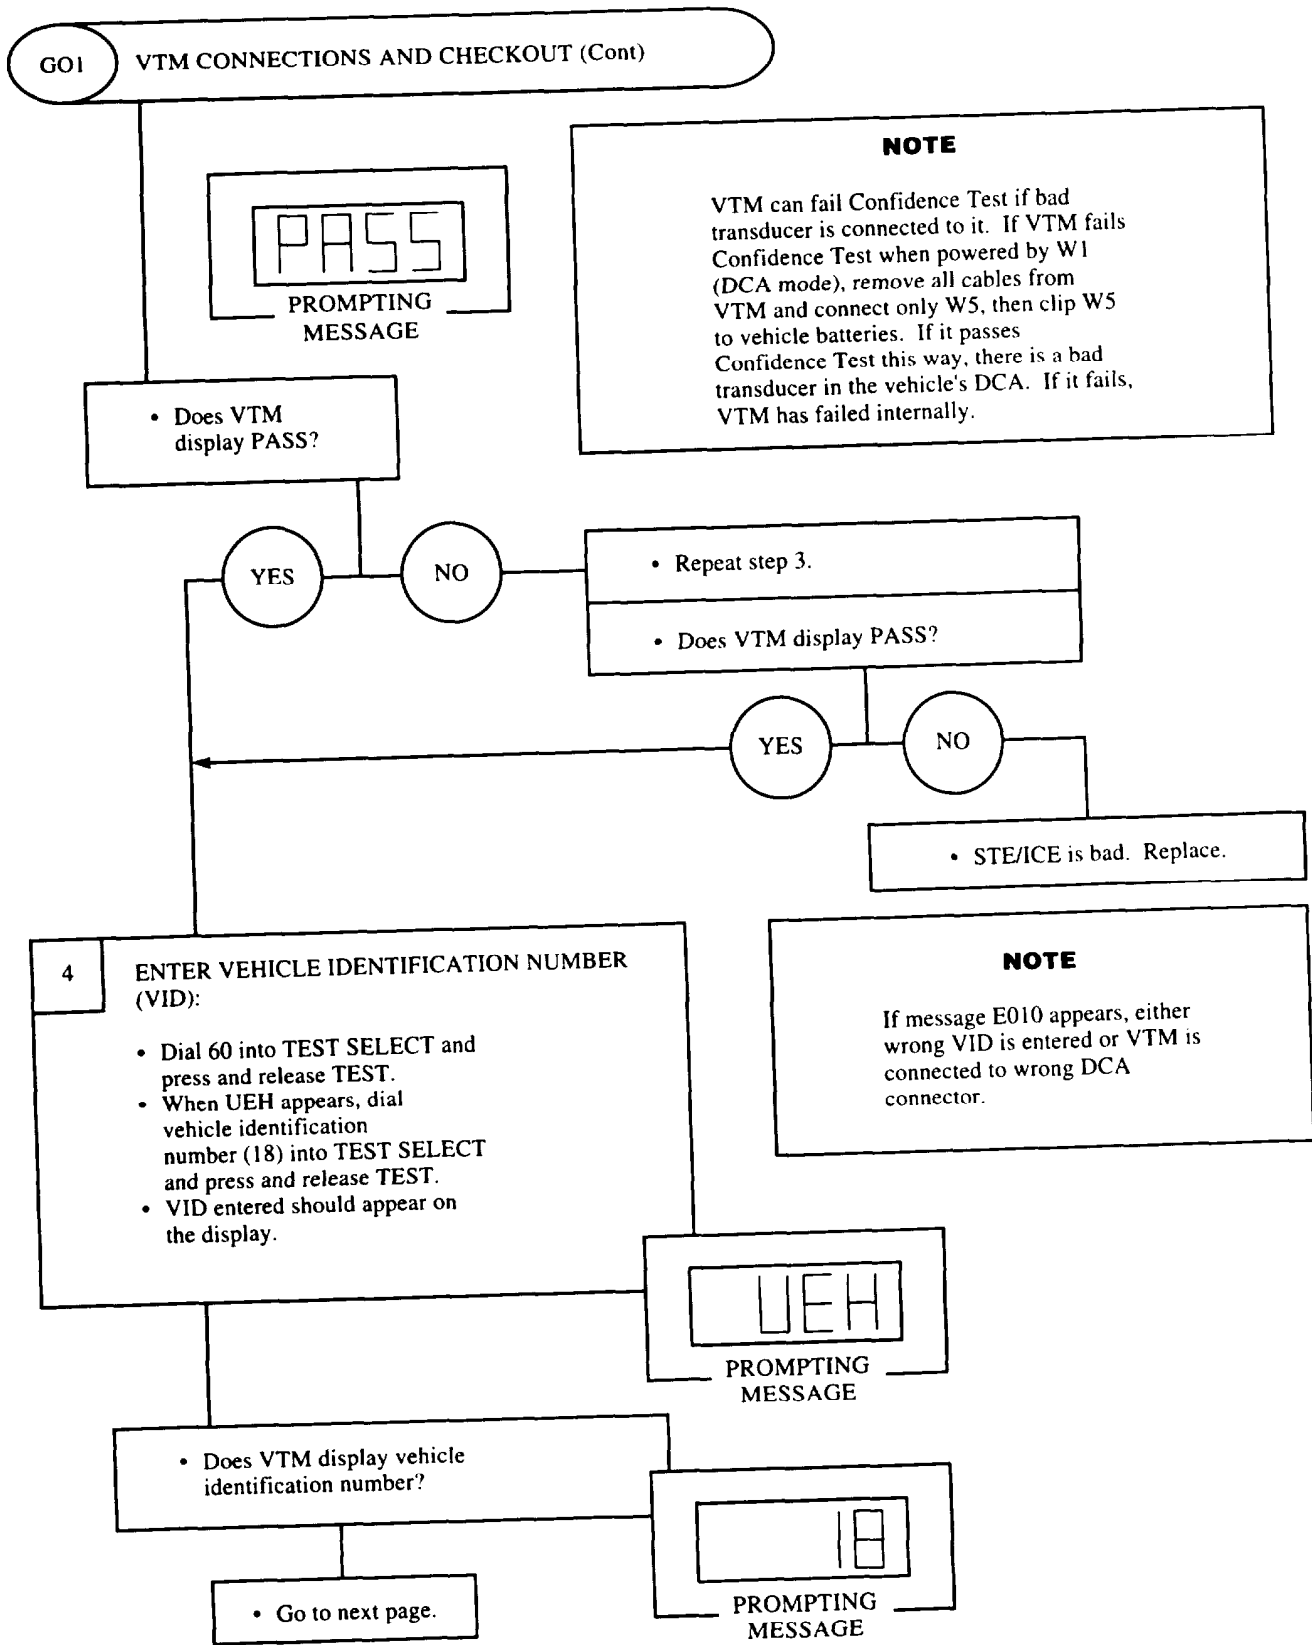 GO1 VTM CONNECTIONS AND CHECKOUT (Cont)
PASS
PROMPTING
MESSAGE
NOTE
VTM can fail Confidence Test if bad
transducer is connected to it. If VTM fails
Confidence Test when powered by W1
(DCA mode), remove all cables from
VTM and connect only W5, then clip W5
to vehicle batteries. If it passes
Confidence Test this way, there is a bad
transducer in the vehicle's DCA. If it fails,
VTM has failed internally.
• Does VTM
display PASS?
YES
NO
• Repeat step 3.
• Does VTM display PASS?
YES
NO
• STE/ICE is bad. Replace.
4
ENTER VEHICLE IDENTIFICATION NUMBER
(VID):
• Dial 60 into TEST SELECT and
press and release TEST.
• When UEH appears, dial
vehicle identification
number (18) into TEST SELECT
and press and release TEST.
• VID entered should appear on
the display.
NOTE
If message E010 appears, either
wrong VID is entered or VTM is
connected to wrong DCA
connector.
UEH
PROMPTING
MESSAGE
• Does VTM display vehicle
identification number?
18
PROMPTING
MESSAGE
• Go to next page.